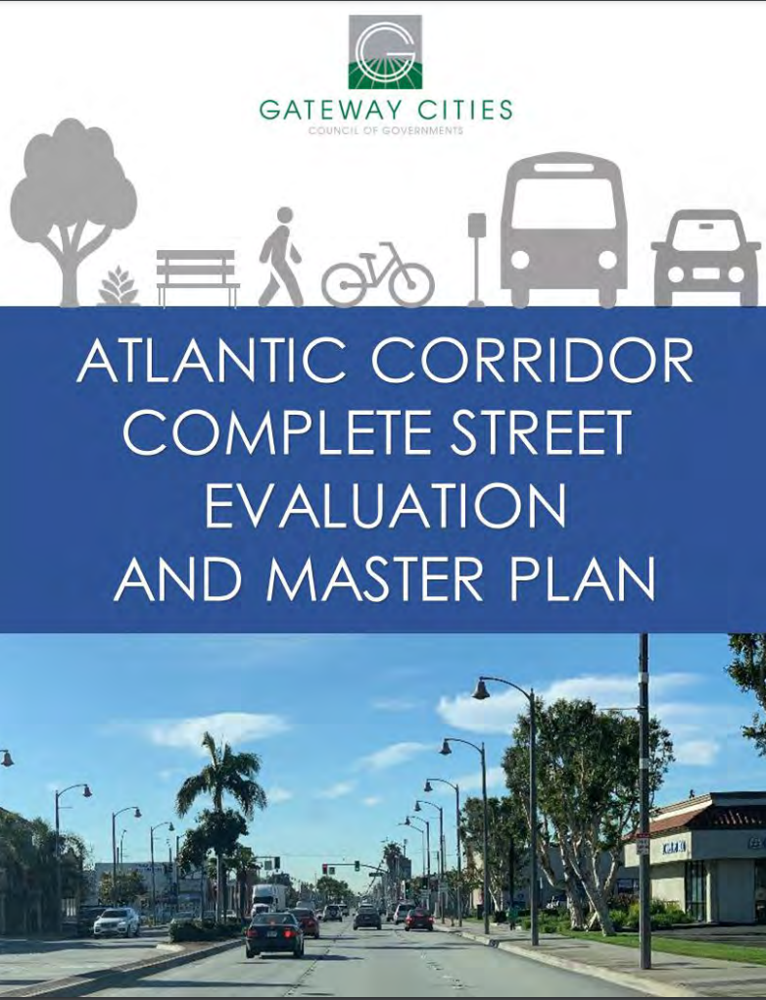 GATEWAY CITIES
COUNCIL OF GOVERNMENTS
ATLANTIC CORRIDOR
COMPLETE STREET
EVALUATION
AND MASTER PLAN